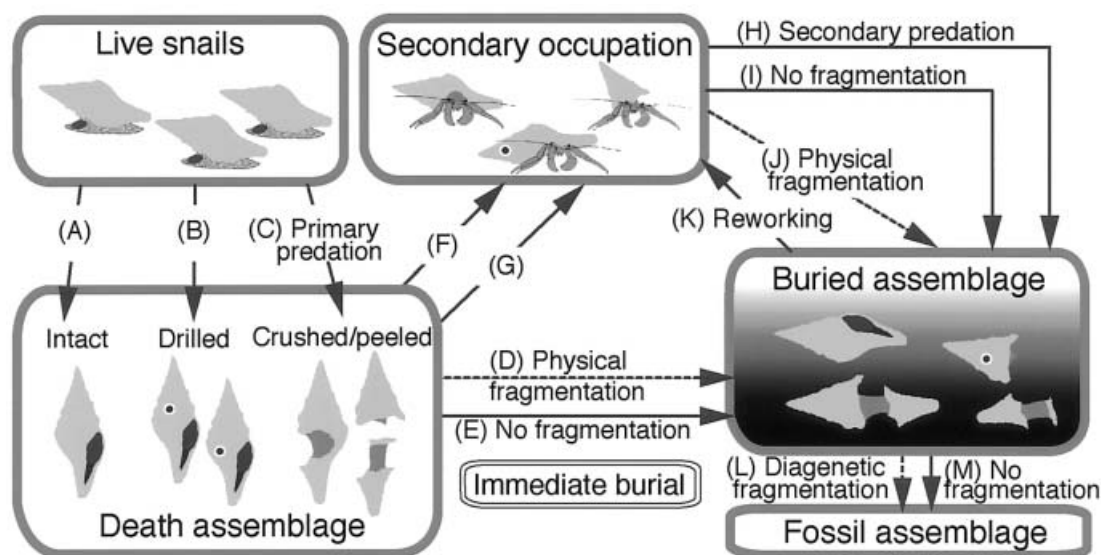 Live snails
Secondary occupation
(H) Secondary predation
(I) No fragmentation
(J) Physical
fragmentation
(K) Reworking
(A)
(B)
(C) Primary
predation
(F)
(G)
Buried assemblage
Intact
Drilled
Crushed/peeled
(D) Physical
fragmentation
(E) No fragmentation
Immediate burial
Death assemblage
(L) Diagenetic
fragmentation
(M) No
fragmentation
Fossil assemblage